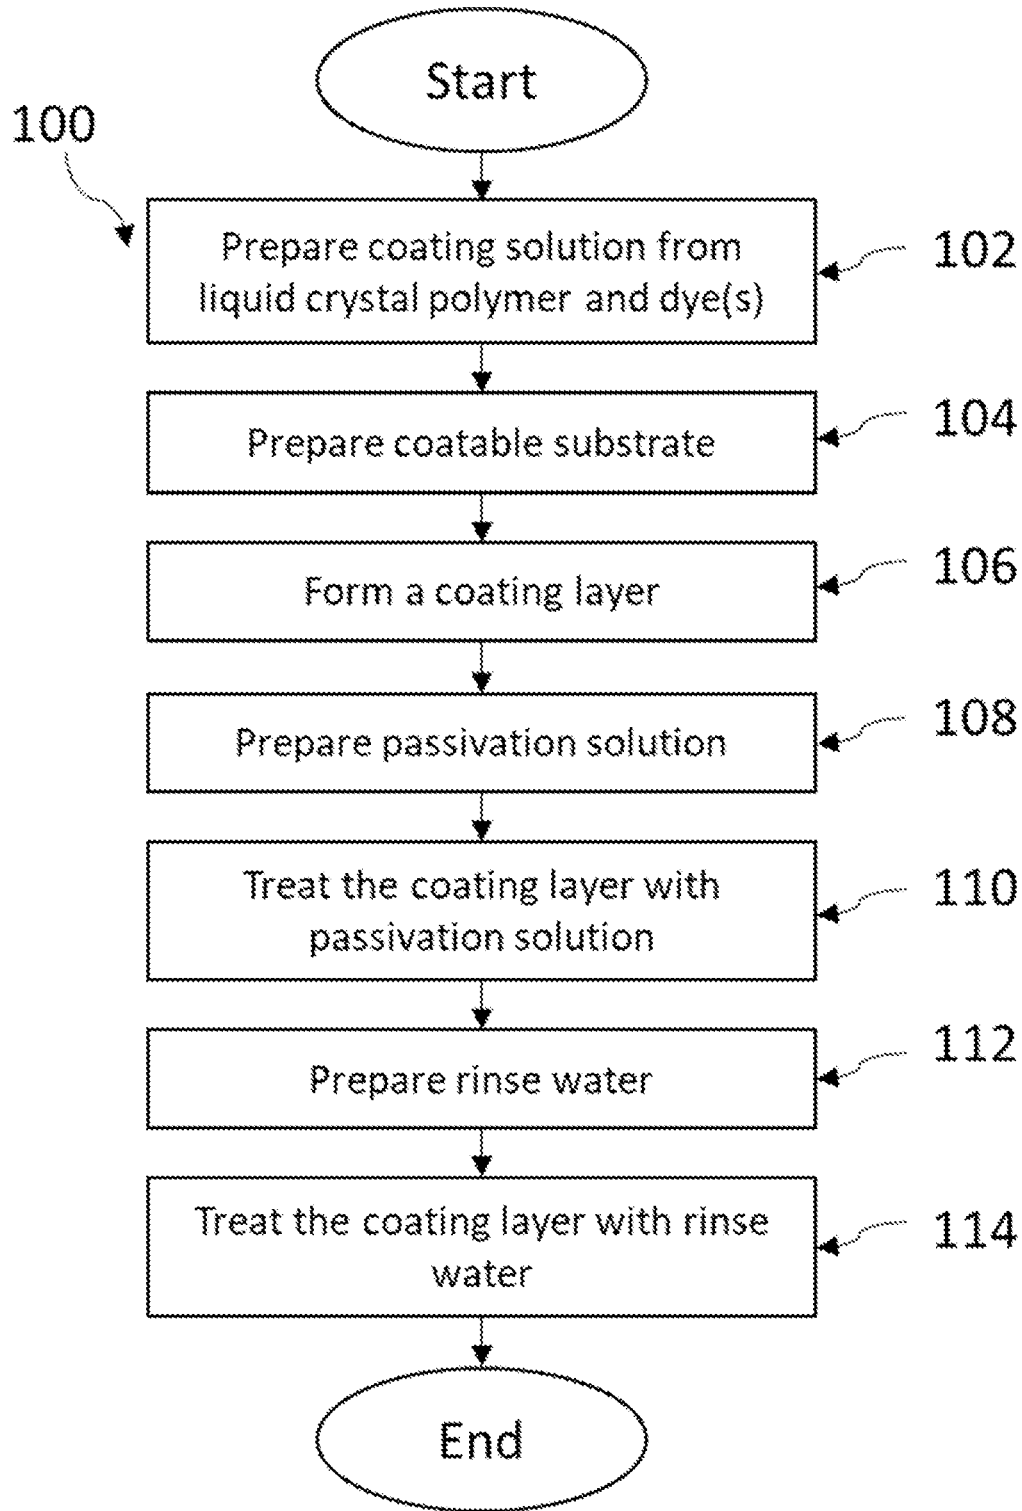 Start
100
Prepare coating solution from
liquid crystal polymer and dye(s)
102
Prepare coatable substrate
104
Form a coating layer
106
Prepare passivation solution
108
Treat the coating layer with
passivation solution
110
Prepare rinse water
112
Treat the coating layer with rinse
water
114
End